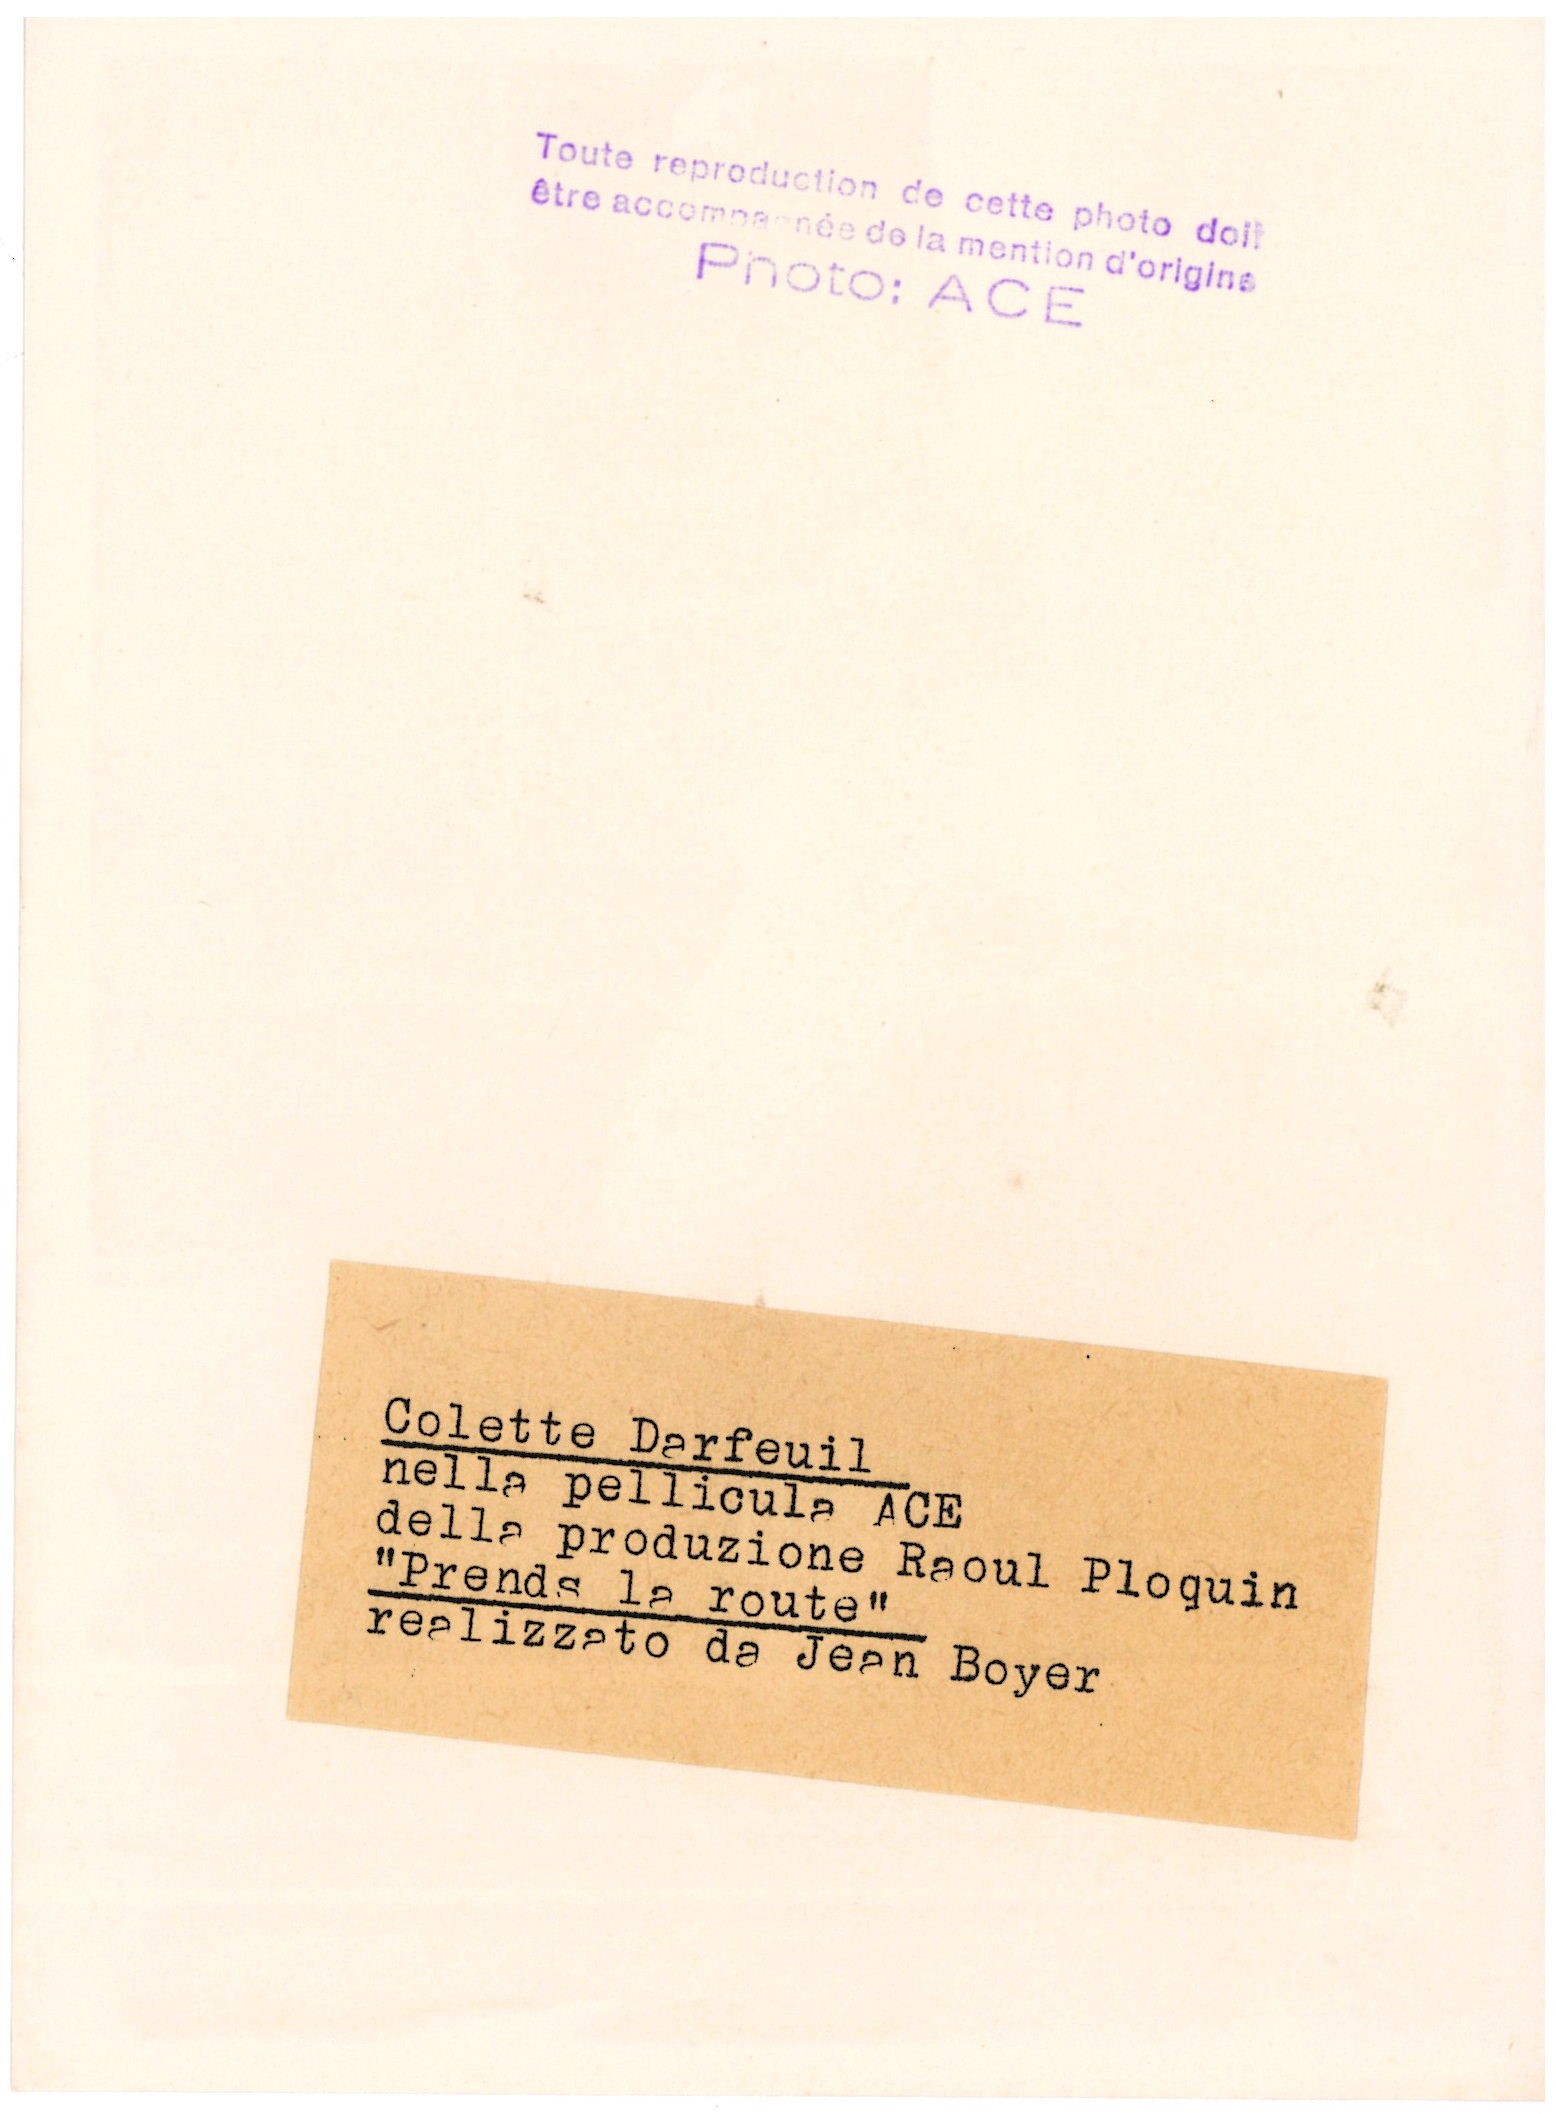 Toute reproduction de cette photo doit
être accompagnée de la mention d'origine
Photo: ACE
Colette Darfeuil
nella pellicula ACE
della produzione Raoul Ploquin
"Prends la route"
realizzato da Jean Boyer